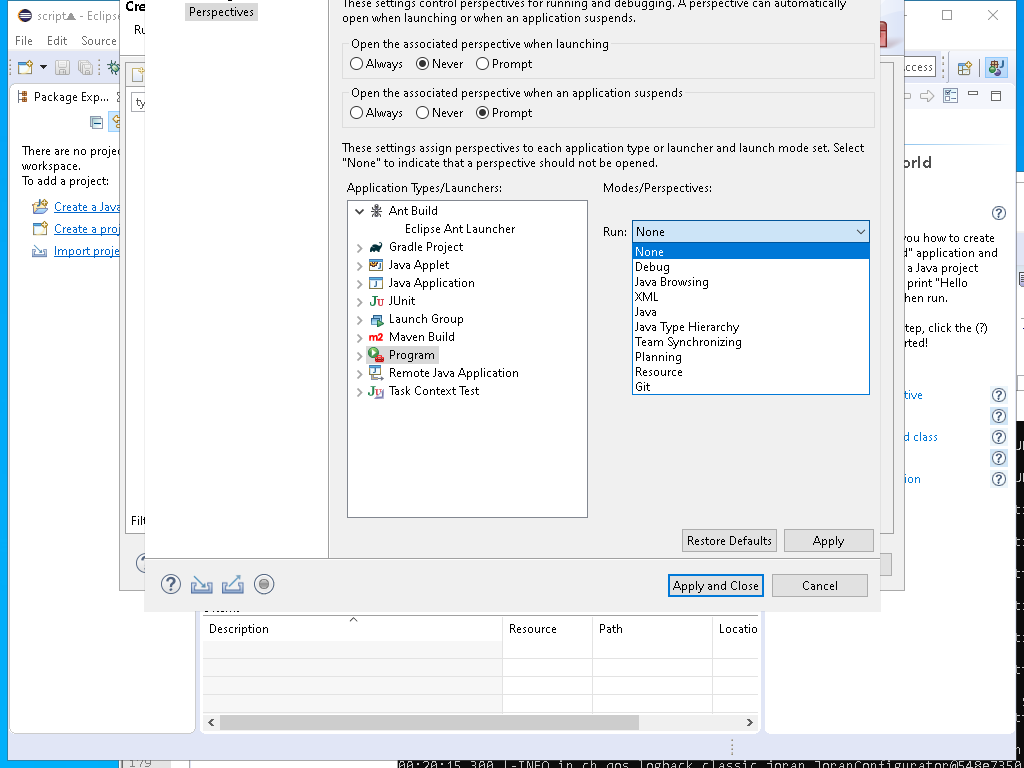 script - Eclips
File Edit Source
Package Exp...
There are no proje
workspace.
To add a project:
Create a Java
Create a proj
Import proje
Cre
Ru
ty
Filt
Perspectives
These settings control perspectives for running and debugging. A perspective can automatically
open when launching or when an application suspends.
Open the associated perspective when launching
Always Never Prompt
Open the associated perspective when an application suspends
Always Never Prompt
These settings assign perspectives to each application type or launcher and launch mode set. Select
"None" to indicate that a perspective should not be opened.
Application Types/Launchers:
Modes/Perspectives:
Ant Build
Eclipse Ant Launcher
Gradle Project
Java Applet
Java Application
JUnit
Launch Group
Maven Build
Program
Remote Java Application
Task Context Test
Run: None
None
Debug
Java Browsing
XML
Java
Java Type Hierarchy
Team Synchronizing
Planning
Resource
Git
Restore Defaults Apply
Apply and Close Cancel
ccess
orld
you how to create
d" application and
a Java project
print "Hello
hen run.
tep, click the (?)
rted!
tive
d class
ion
Description Resource Path Locatio
179
00:20:15,300 |-INFO in ch.qos.logback.classic.joran.JoranConfigurator@548e7350